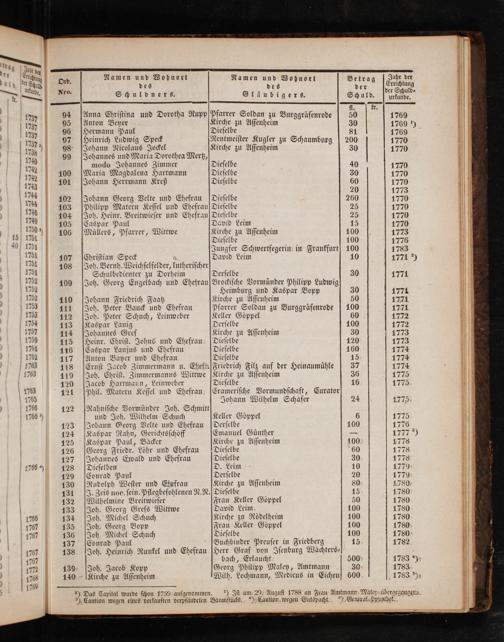 Ord. Nro. Namen und Wohnort des Schuldners. Namen und Wohnort des Gläubigers. Betrag der Schuld. Jahr der Errichtung der Schuldurkunde.
fl. kr.
94 Anna Christina und Dorothea Rupp Pfarrer Soldan zu Burggräfenrode 50 1769
95 Anton Beyer Kirche zu Assenheim 30 1769
96 Hermann Paul Dieselbe 81 1769
97 Heinrich Ludwig Speck Rentmeister Kugler zu Schaumburg 200 1770
98 Johann Nicolaus Jeckel Kirche zu Assenheim 30 1770
99 Johannes und Maria Dorothea Mertz,
modo Johannes Zimmer Dieselbe 40 1770
100 Maria Magdalena Hartmann Dieselbe 30 1770
101 Johann Herrmann Kreß Dieselbe 60 1770
20 1773
102 Johann Georg Velte und Ehefrau Dieselbe 260 1770
103 Philipp Matern Kessel und Ehefrau Dieselbe 25 1770
104 Joh. Heinr. Breitwieser und Ehefrau Dieselbe 25 1770
105 Caspar Paul David Leim 15 1770
106 Müllers, Pfarrer, Wittwe Kirche zu Assenheim 100 1773
Dieselbe 100 1776
Jungfer Schwertfegerin in Frankfurt 100 1783
107 Christian Speck David Leim 10 1771
108 Joh. Bernh. Weichselfelder, lutherischer
Schulbedienter zu Dorheim Derselbe 30 1771
109 Joh. Georg Engelbach und Ehefrau Brodische Vormünder Philipp Ludwig
Heimburg und Kaspar Bopp 30 1771
110 Johann Friedrich Faatz Kirche zu Assenheim 50 1771
111 Joh. Peter Bauck und Ehefrau Pfarrer Soldan zu Burggräfenrode 100 1771
112 Joh. Peter Schuch, Leinweber Keller Göppel 60 1772
113 Kaspar Lanig Derselbe 100 1772
114 Johannes Gref Kirche zu Assenheim 30 1773
115 Heinr. Christ. Johns und Ehefrau Dieselbe 120 1773
116 Caspar Lanius und Ehefrau Dieselbe 160 1774
117 Anton Bayer und Ehefrau Dieselbe 15 1774
118 Ernst Jacob Zimmermann u. Ehefr. Friedrich Filz auf der Heinaumühle 37 1774
119 Joh. Christ. Zimmermanns Wittwe Kirche zu Assenheim 36 1775
120 Jacob Hartmann, Leinweber Dieselbe 16 1775
121 Phil. Matern Kessel und Ehefrau Cramerische Vormundschaft, Curator
Johann Wilhelm Schäfer 24 1775
122 Rahnische Vormünder Joh. Schmitt
und Joh. Wilhelm Schuch Keller Göppel 6 1775
123 Johann Georg Velte und Ehefrau Derselbe 100 1776
124 Kaspar Rahn, Gerichtsschöff Emanuel Günther — 1777
125 Kaspar Paul, Bäcker Kirche zu Assenheim 100 1778
126 Georg Friedr. Löhr und Ehefrau Dieselbe 60 1778
127 Johannes Ewald und Ehefrau Dieselbe 30 1778
128 Dieselben D. Leim 10 1779
129 Conrad Paul Derselbe 20 1779
130 Rudolph Wester und Ehefrau Kirche zu Assenheim 80 1780
131 J. Zeis noe. sein. Pflegbefohlenen N.N. Dieselbe 15 1780
132 Wilhelmine Breitwieser Frau Keller Göppel 50 1780
133 Joh. Georg Grefs Wittwe David Leim 100 1780
134 Joh. Michel Schuch Kirche zu Rödelheim 100 1780
135 Joh. Georg Bopp Frau Keller Göppel 100 1780
136 Joh. Michel Schuch Dieselbe 100 1780
137 Conrad Paul Buchbinder Preuser in Friedberg 15 1782
138 Joh. Heinrich Runkel und Ehefrau Herr Graf von Isenburg Wächtersbach, Erlaucht 500 1783
139 Joh. Jacob Kopp Georg Philipp Maley, Amtmann 30 1783
140 Kirche zu Assenheim Wilh. Lochmann, Medicus in Eichen 600 1783